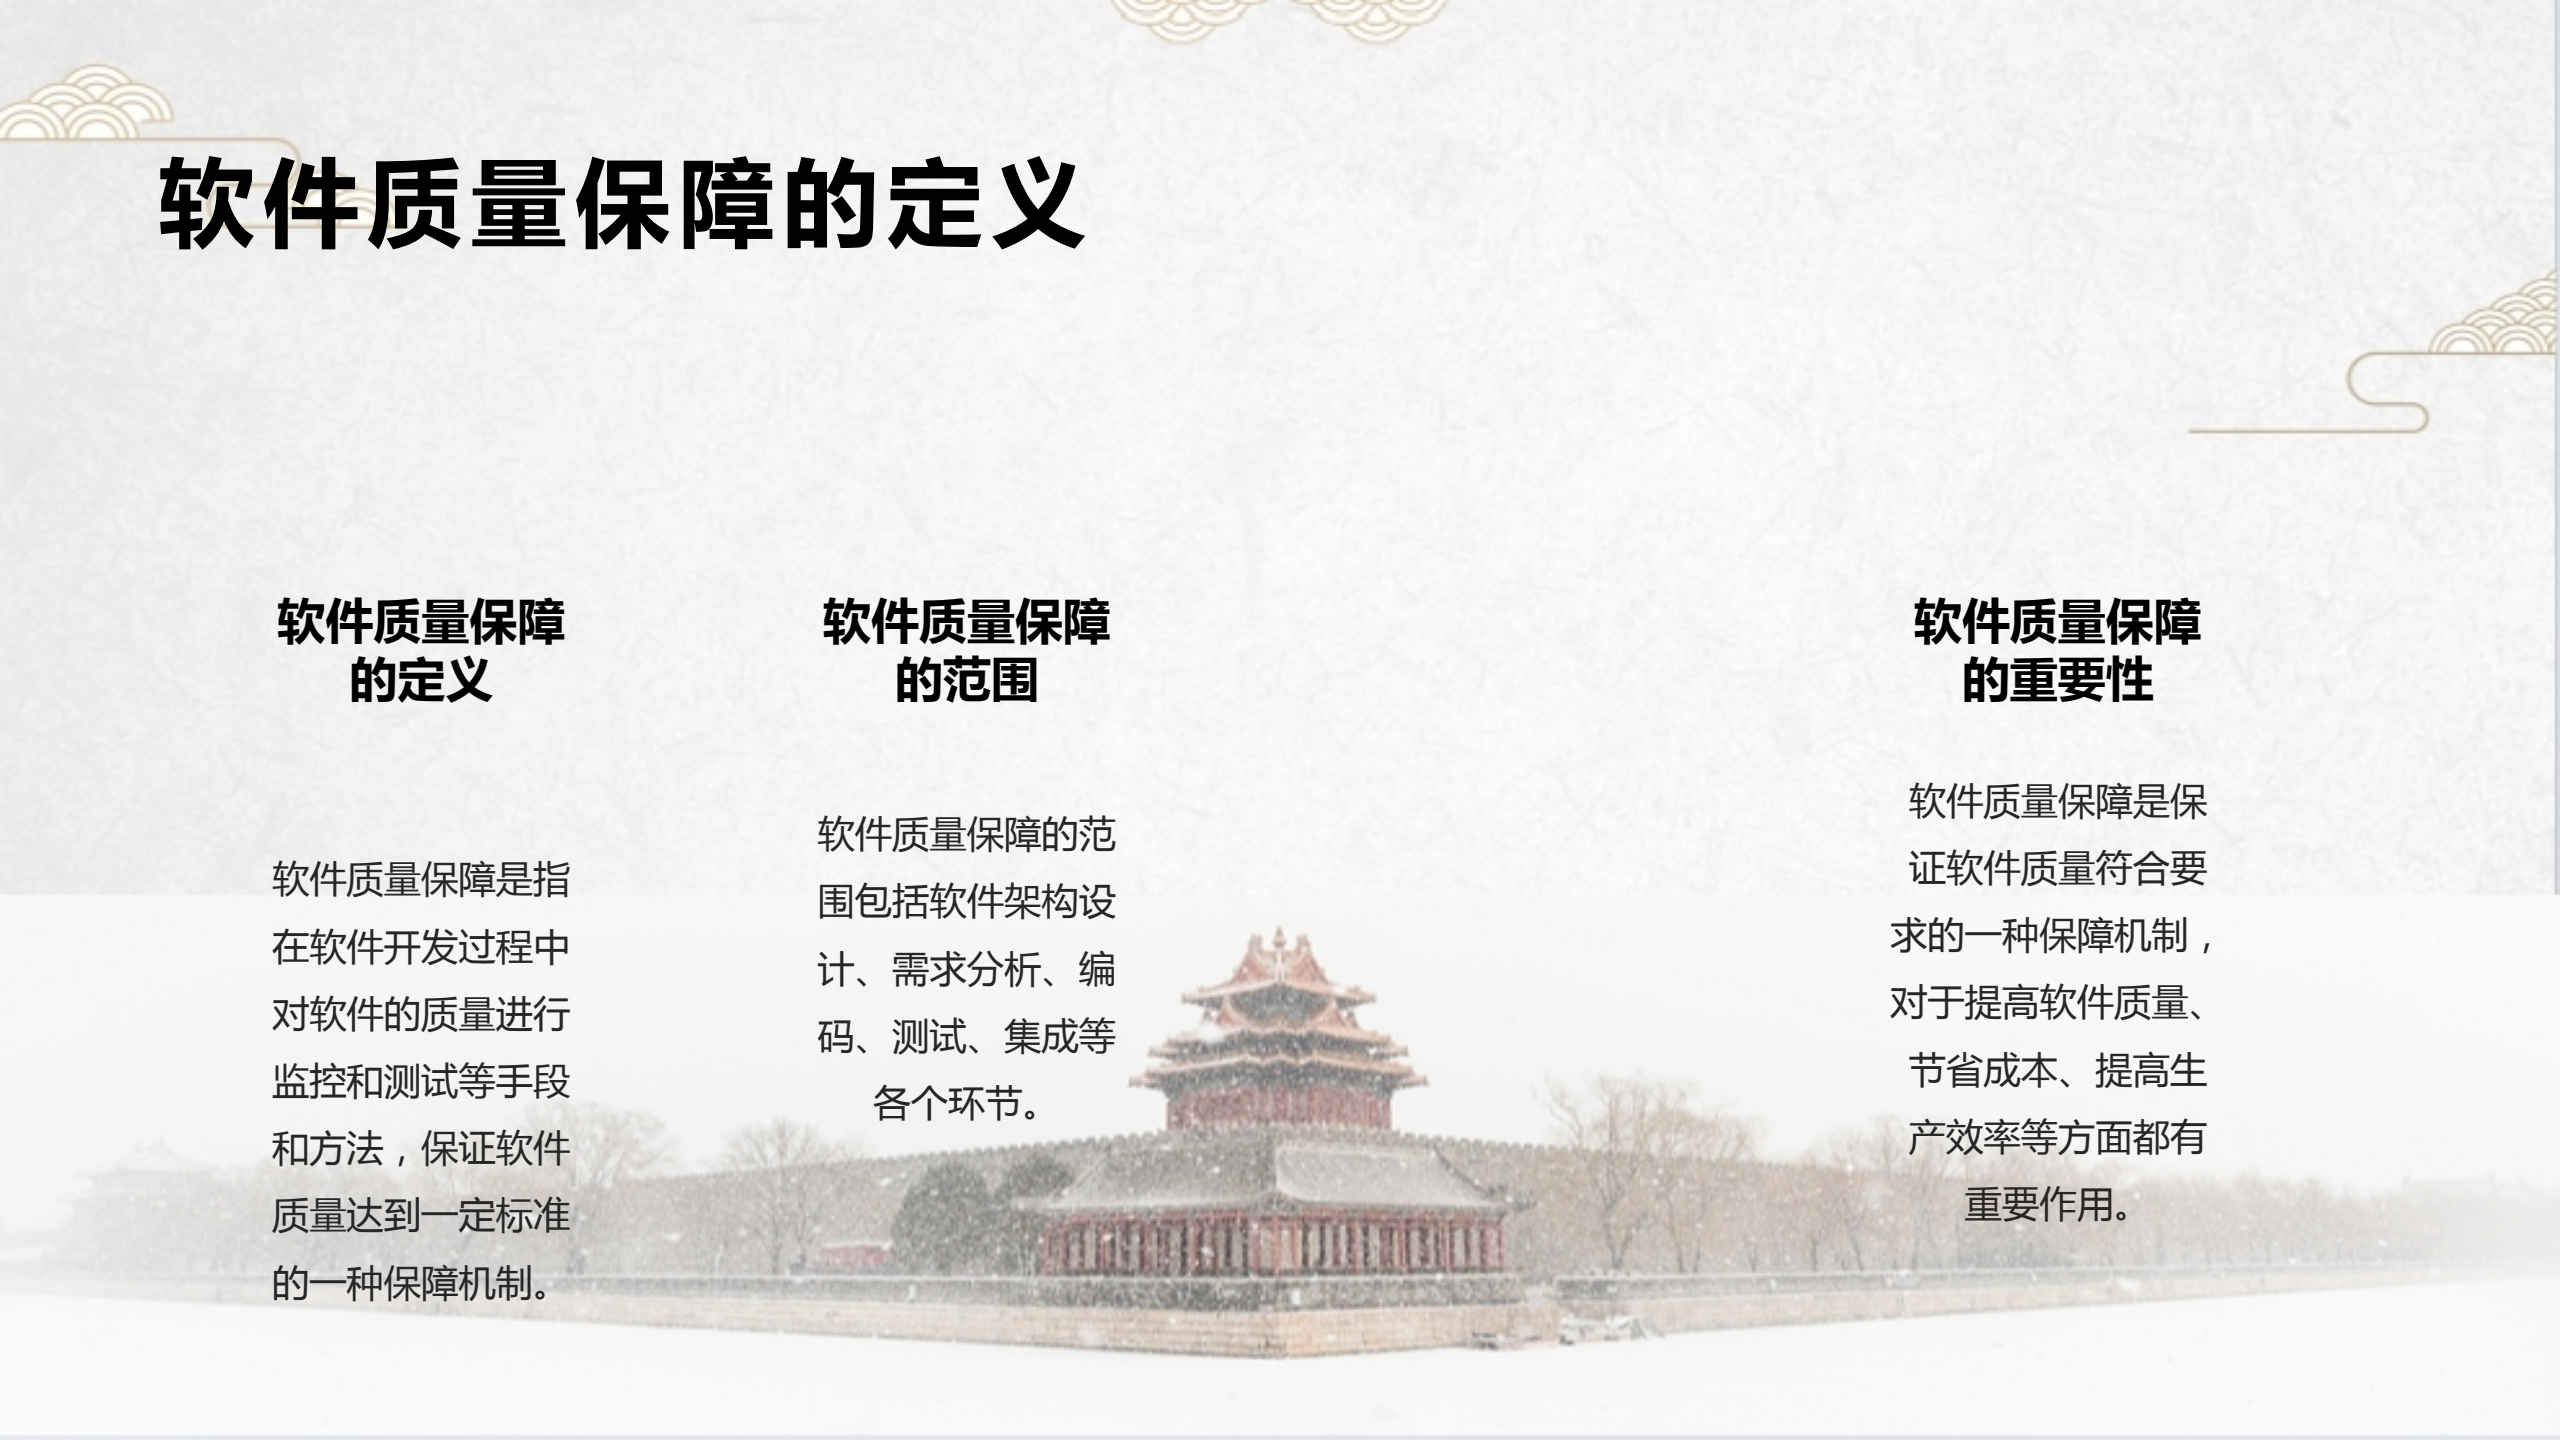 软件质量保障的定义
软件质量保障
的定义
软件质量保障是指
在软件开发过程中
对软件的质量进行
监控和测试等手段
和方法，保证软件
质量达到一定标准
的一种保障机制。
软件质量保障
的范围
软件质量保障的范
围包括软件架构设
计、需求分析、编
码、测试、集成等
各个环节。
软件质量保障
的重要性
软件质量保障是保
证软件质量符合要
求的一种保障机制，
对于提高软件质量、
节省成本、提高生
产效率等方面都有
重要作用。